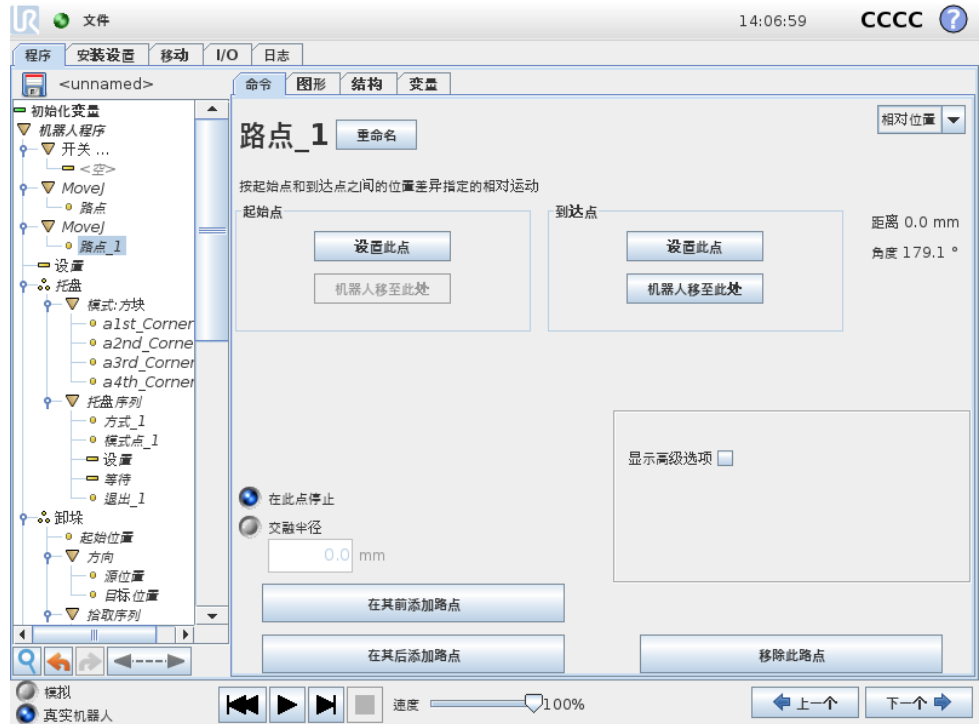 UR 文件 14:06:59 CCCC ?
程序 安装设置 移动 I/O 日志
<unnamed>
命令 图形 结构 变量
初始化变量
机器人程序
开关 ...
<空>
MoveJ
路点
MoveJ
路点_1
设置
托盘
模式:方块
a1st_Corner
a2nd_Corne
a3rd_Corner
a4th_Corner
托盘序列
方式_1
模式点_1
设置
等待
退出_1
卸垛
起始位置
方向
源位置
目标位置
拾取序列
路点_1 重命名
相对位置
按起始点和到达点之间的位置差异指定的相对运动
起始点
设置此点
机器人移至此处
到达点
设置此点
机器人移至此处
距离 0.0 mm
角度 179.1 °
显示高级选项
在此点停止
交融半径
0.0 mm
在其前添加路点
在其后添加路点
移除此路点
模拟
真实机器人
速度 100%
上一个 下一个